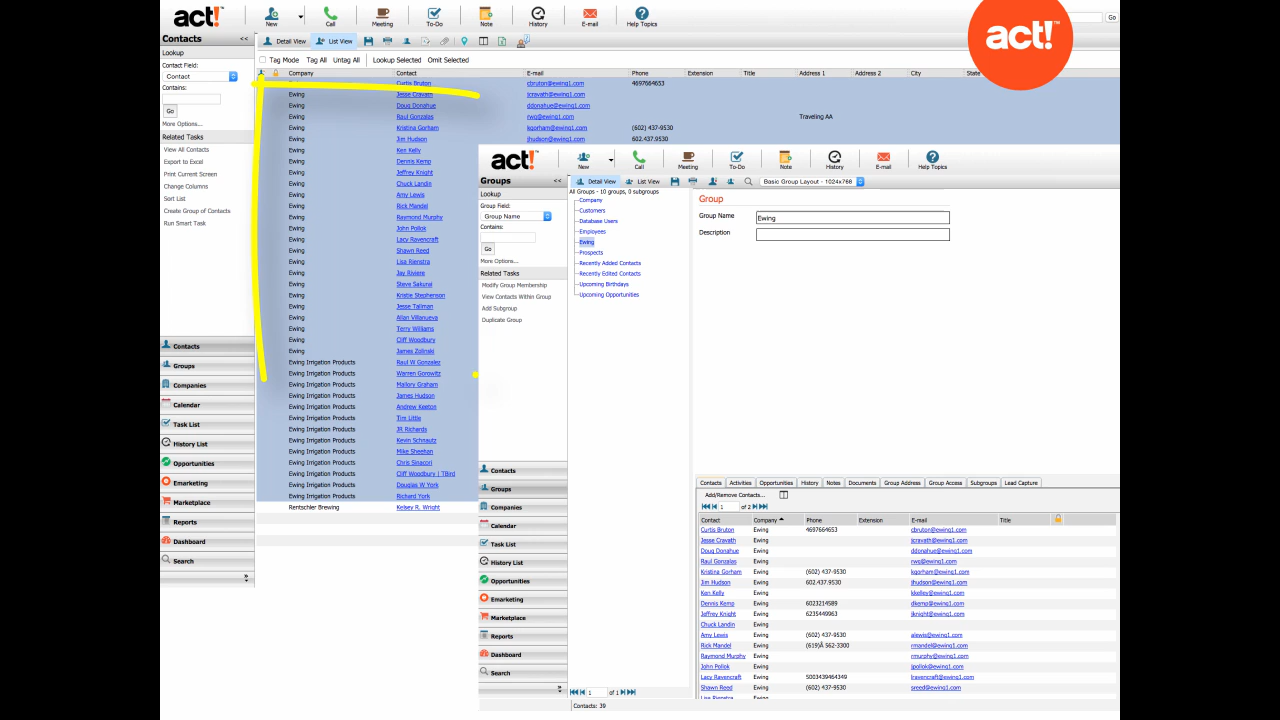 act!™
New
Call
Meeting
To-Do
Note
History
E-mail
Help Topics
Go
act!™
Contacts <<
Detail View
List View
Lookup
Tag Mode Tag All Untag All Lookup Selected Omit Selected
Contact Field:
Contact
Contains:
Go
More Options...
Related Tasks
View All Contacts
Export to Excel
Print Current Screen
Change Columns
Sort List
Create Group of Contacts
Run Smart Task
Contacts
Groups
Companies
Calendar
Task List
History List
Opportunities
Emarketing
Marketplace
Reports
Dashboard
Search
Company Contact E-mail Phone Extension Title Address 1 Address 2 City State
Curtis Bruton cbruton@ewing1.com 4697664653
Ewing Jesse Cravath jcravath@ewing1.com
Ewing Doug Donahue ddonahue@ewing1.com
Ewing Raul Gonzalas rwg@ewing1.com Traveling AA
Ewing Kristina Gorham kgorham@ewing1.com (602) 437-9530
Ewing Jim Hudson jhudson@ewing1.com 602.437.9530
Ewing Ken Kelly
Ewing Dennis Kemp
Ewing Jeffrey Knight
Ewing Chuck Landin
Ewing Amy Lewis
Ewing Rick Mandel
Ewing Raymond Murphy
Ewing John Pollok
Ewing Lacy Ravencraft
Ewing Shawn Reed
Ewing Lisa Rienstra
Ewing Jay Riviere
Ewing Steve Sakurai
Ewing Kristie Stephenson
Ewing Jesse Tallman
Ewing Allan Villanueva
Ewing Terry Williams
Ewing Cliff Woodbury
Ewing James Zolinski
Ewing Irrigation Products Raul W Gonzalez
Ewing Irrigation Products Warren Gorowitz
Ewing Irrigation Products Mallory Graham
Ewing Irrigation Products James Hudson
Ewing Irrigation Products Andrew Keeton
Ewing Irrigation Products Tim Little
Ewing Irrigation Products JR Richards
Ewing Irrigation Products Kevin Schnautz
Ewing Irrigation Products Mike Sheehan
Ewing Irrigation Products Chris Sinacori
Ewing Irrigation Products Cliff Woodbury | TBird
Ewing Irrigation Products Douglas W York
Ewing Irrigation Products Richard York
Rentschler Brewing Kelsey R. Wright
act!™
New
Call
Meeting
To-Do
Note
History
E-mail
Help Topics
Groups <<
Detail View
List View
Basic Group Layout - 1024x768
Lookup
Group Field:
Group Name
Contains:
Go
More Options...
Related Tasks
Modify Group Membership
View Contacts Within Group
Add Subgroup
Duplicate Group
Contacts
Groups
Companies
Calendar
Task List
History List
Opportunities
Emarketing
Marketplace
Reports
Dashboard
Search
All Groups - 10 groups, 0 subgroups
Company
Customers
Database Users
Employees
Ewing
Prospects
Recently Added Contacts
Recently Edited Contacts
Upcoming Birthdays
Upcoming Opportunities
1 of 1
Contacts: 39
Group
Group Name Ewing
Description
Contacts Activities Opportunities History Notes Documents Group Address Group Access Subgroups Lead Capture
Add/Remove Contacts...
1 of 2
Contact Company Phone Extension E-mail Title
Curtis Bruton Ewing 4697664653 cbruton@ewing1.com
Jesse Cravath Ewing jcravath@ewing1.com
Doug Donahue Ewing ddonahue@ewing1.com
Raul Gonzalas Ewing rwg@ewing1.com
Kristina Gorham Ewing (602) 437-9530 kgorham@ewing1.com
Jim Hudson Ewing 602.437.9530 jhudson@ewing1.com
Ken Kelly Ewing kkelley@ewing1.com
Dennis Kemp Ewing 6023214589 dkemp@ewing1.com
Jeffrey Knight Ewing 6235449963 jknight@ewing1.com
Chuck Landin Ewing
Amy Lewis Ewing (602) 437-9530 alewis@ewing1.com
Rick Mandel Ewing (619)Â 562-3300 rmandel@ewing1.com
Raymond Murphy Ewing rmurphy@ewing1.com
John Pollok Ewing jpollok@ewing1.com
Lacy Ravencraft Ewing 5003439464349 lravencraft@ewing1.com
Shawn Reed Ewing (602) 437-9530 sreed@ewing1.com
Lisa Rienstra Ewing